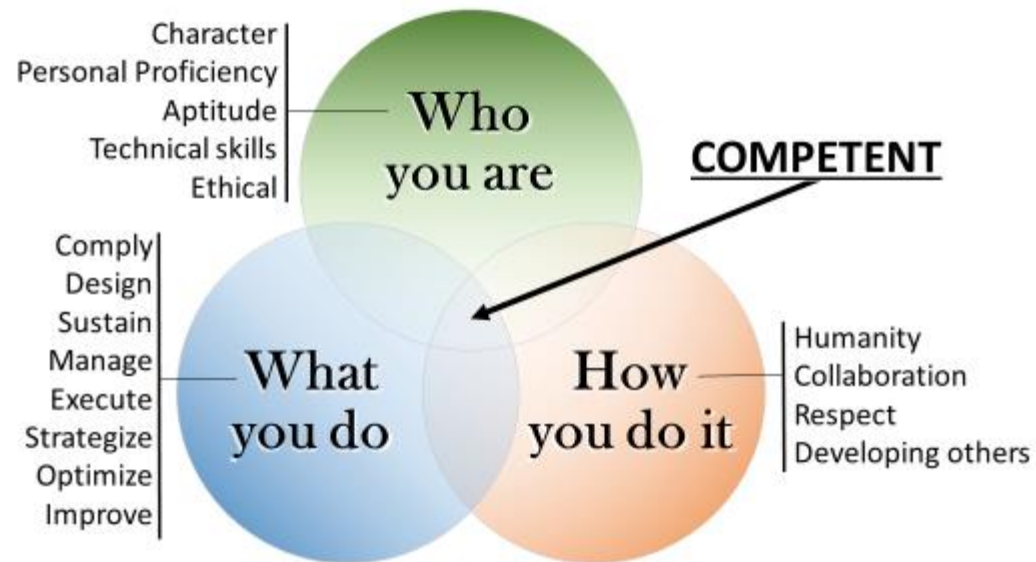 Character
Personal Proficiency
Aptitude
Technical skills
Ethical
Who
you are
COMPETENT
Comply
Design
Sustain
Manage
Execute
Strategize
Optimize
Improve
What
you do
How
you do it
Humanity
Collaboration
Respect
Developing others